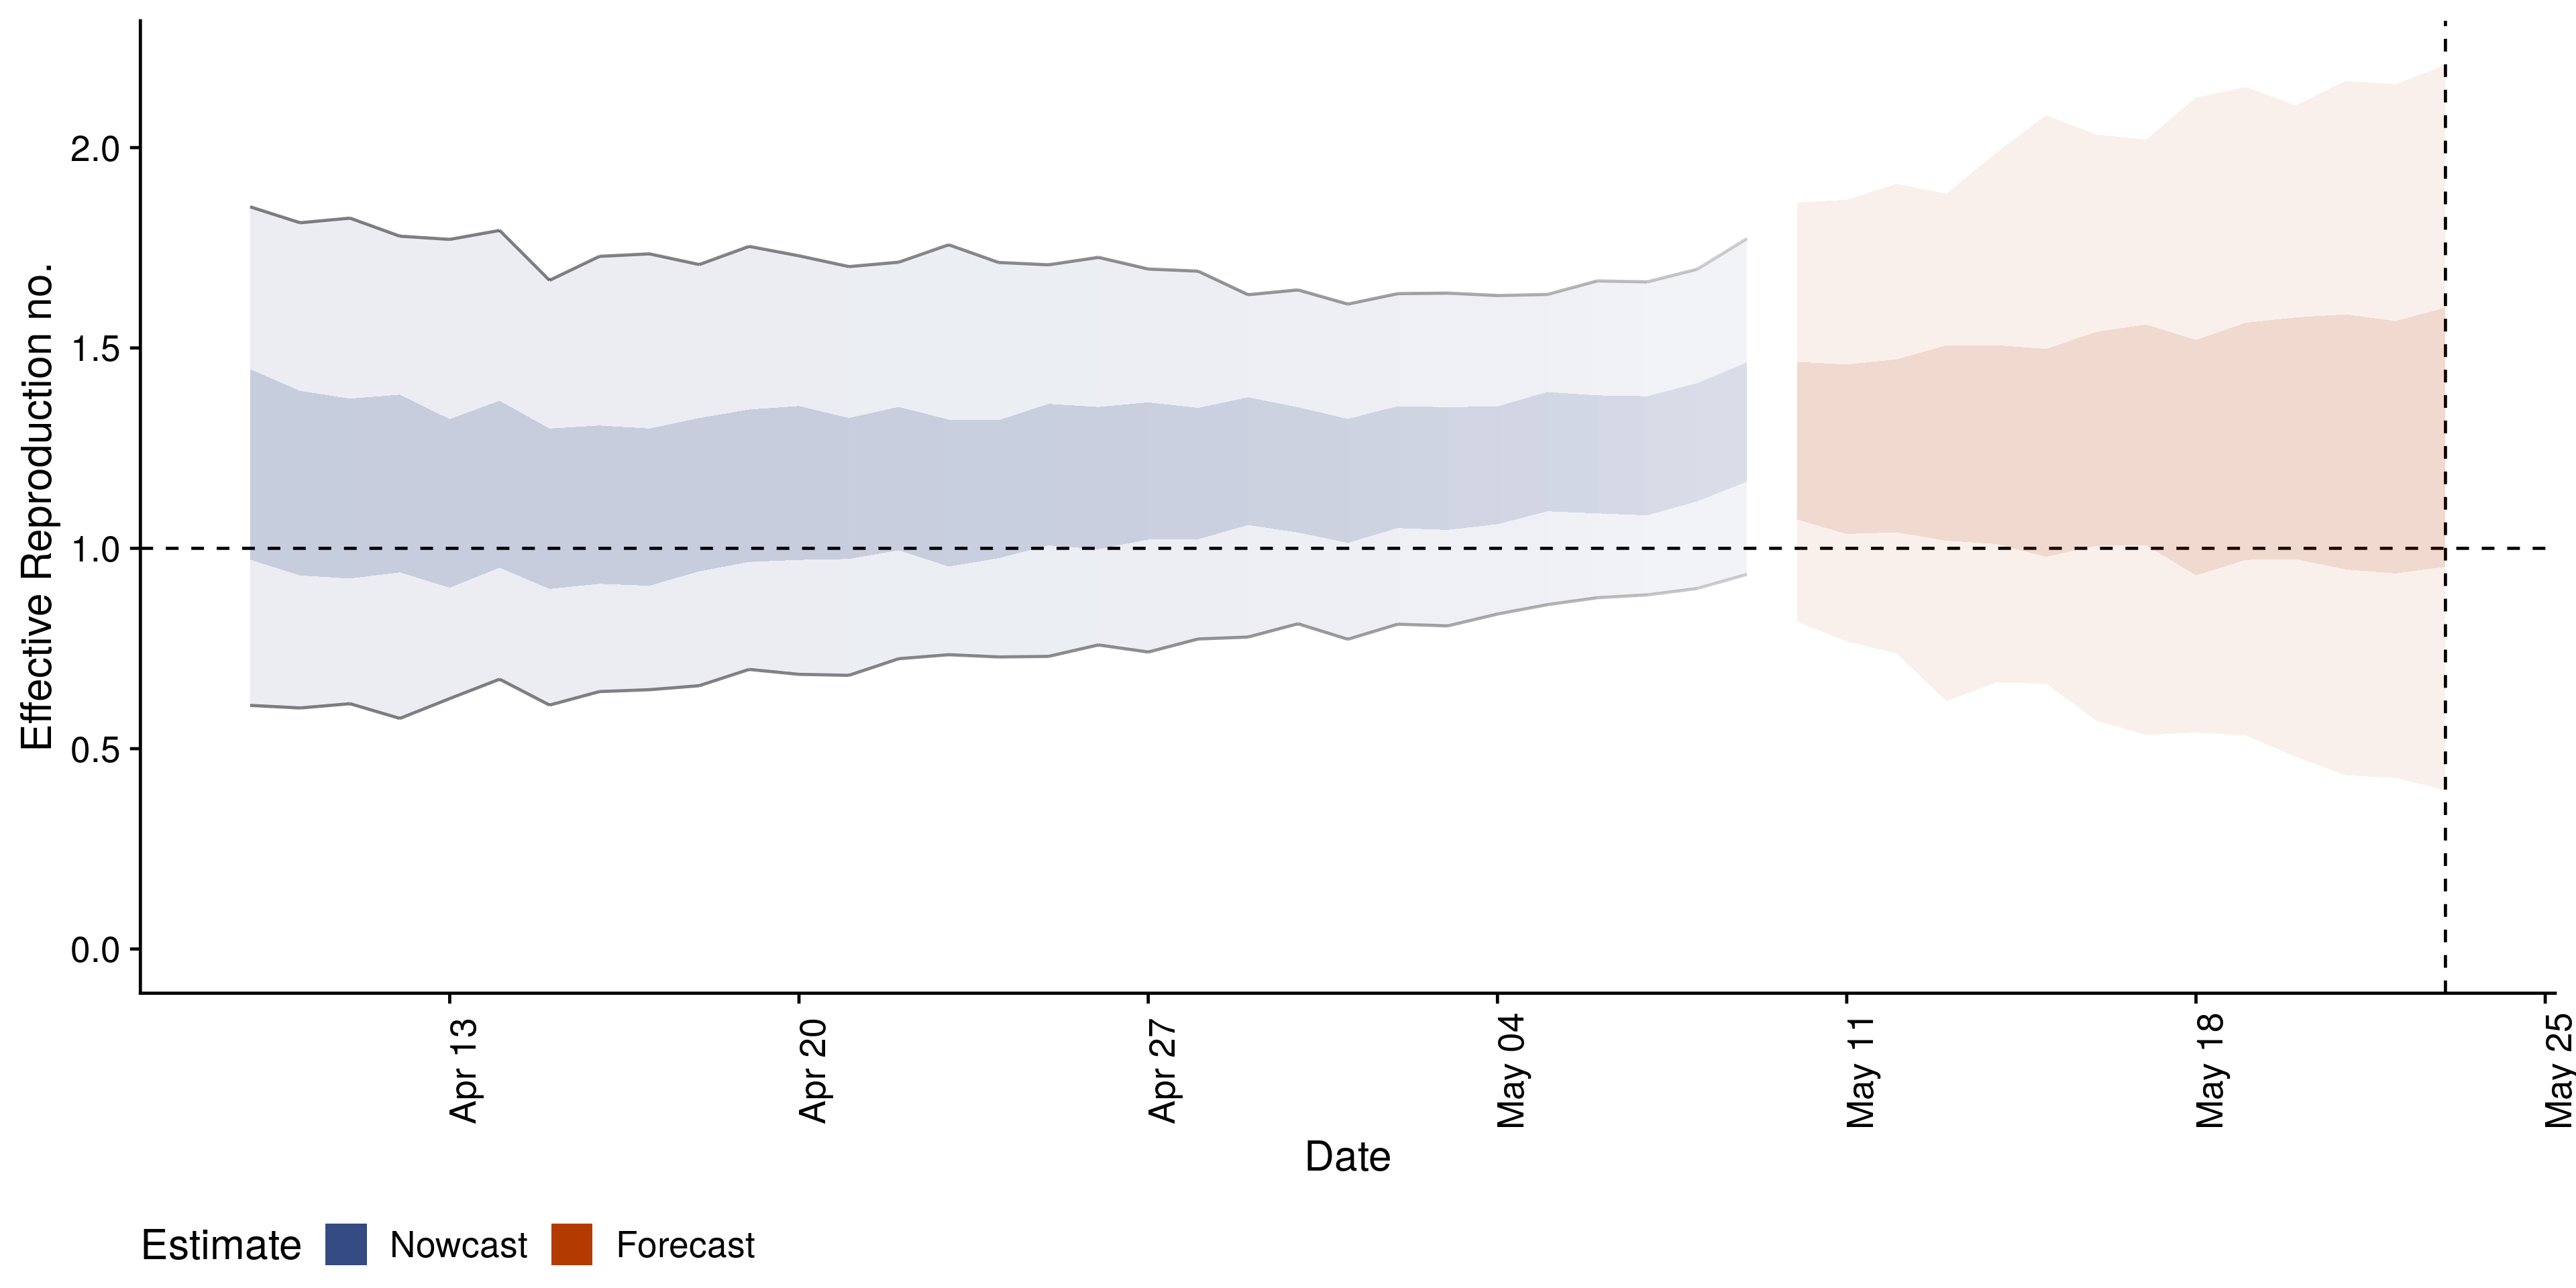 Effective Reproduction no.
2.0
1.5
1.0
0.5
0.0
Apr 13
Apr 20
Apr 27
May 04
May 11
May 18
May 25
Date
Estimate Nowcast Forecast